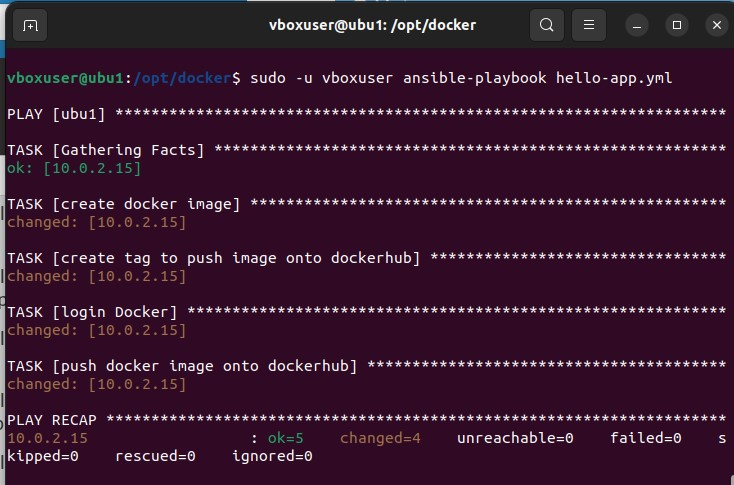 vboxuser@ubu1: /opt/docker
vboxuser@ubu1:/opt/docker$ sudo -u vboxuser ansible-playbook hello-app.yml
PLAY [ubu1] ********************************************************************
TASK [Gathering Facts] *********************************************************
ok: [10.0.2.15]
TASK [create docker image] *****************************************************
changed: [10.0.2.15]
TASK [create tag to push image onto dockerhub] *********************************
changed: [10.0.2.15]
TASK [login Docker] ************************************************************
changed: [10.0.2.15]
TASK [push docker image onto dockerhub] ****************************************
changed: [10.0.2.15]
PLAY RECAP *********************************************************************
10.0.2.15                  : ok=5    changed=4    unreachable=0    failed=0    s
kipped=0    rescued=0    ignored=0